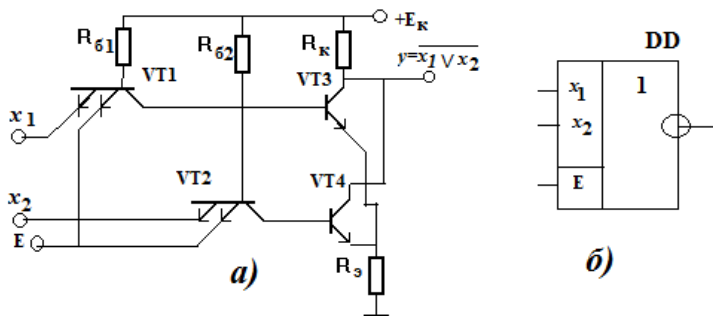 +Eк
Rб1
Rб2
Rк
y=x1 V x2
DD
VT1
VT3
x1
1
x1
x2
VT2
VT4
x2
E
E
Rэ
а)
б)